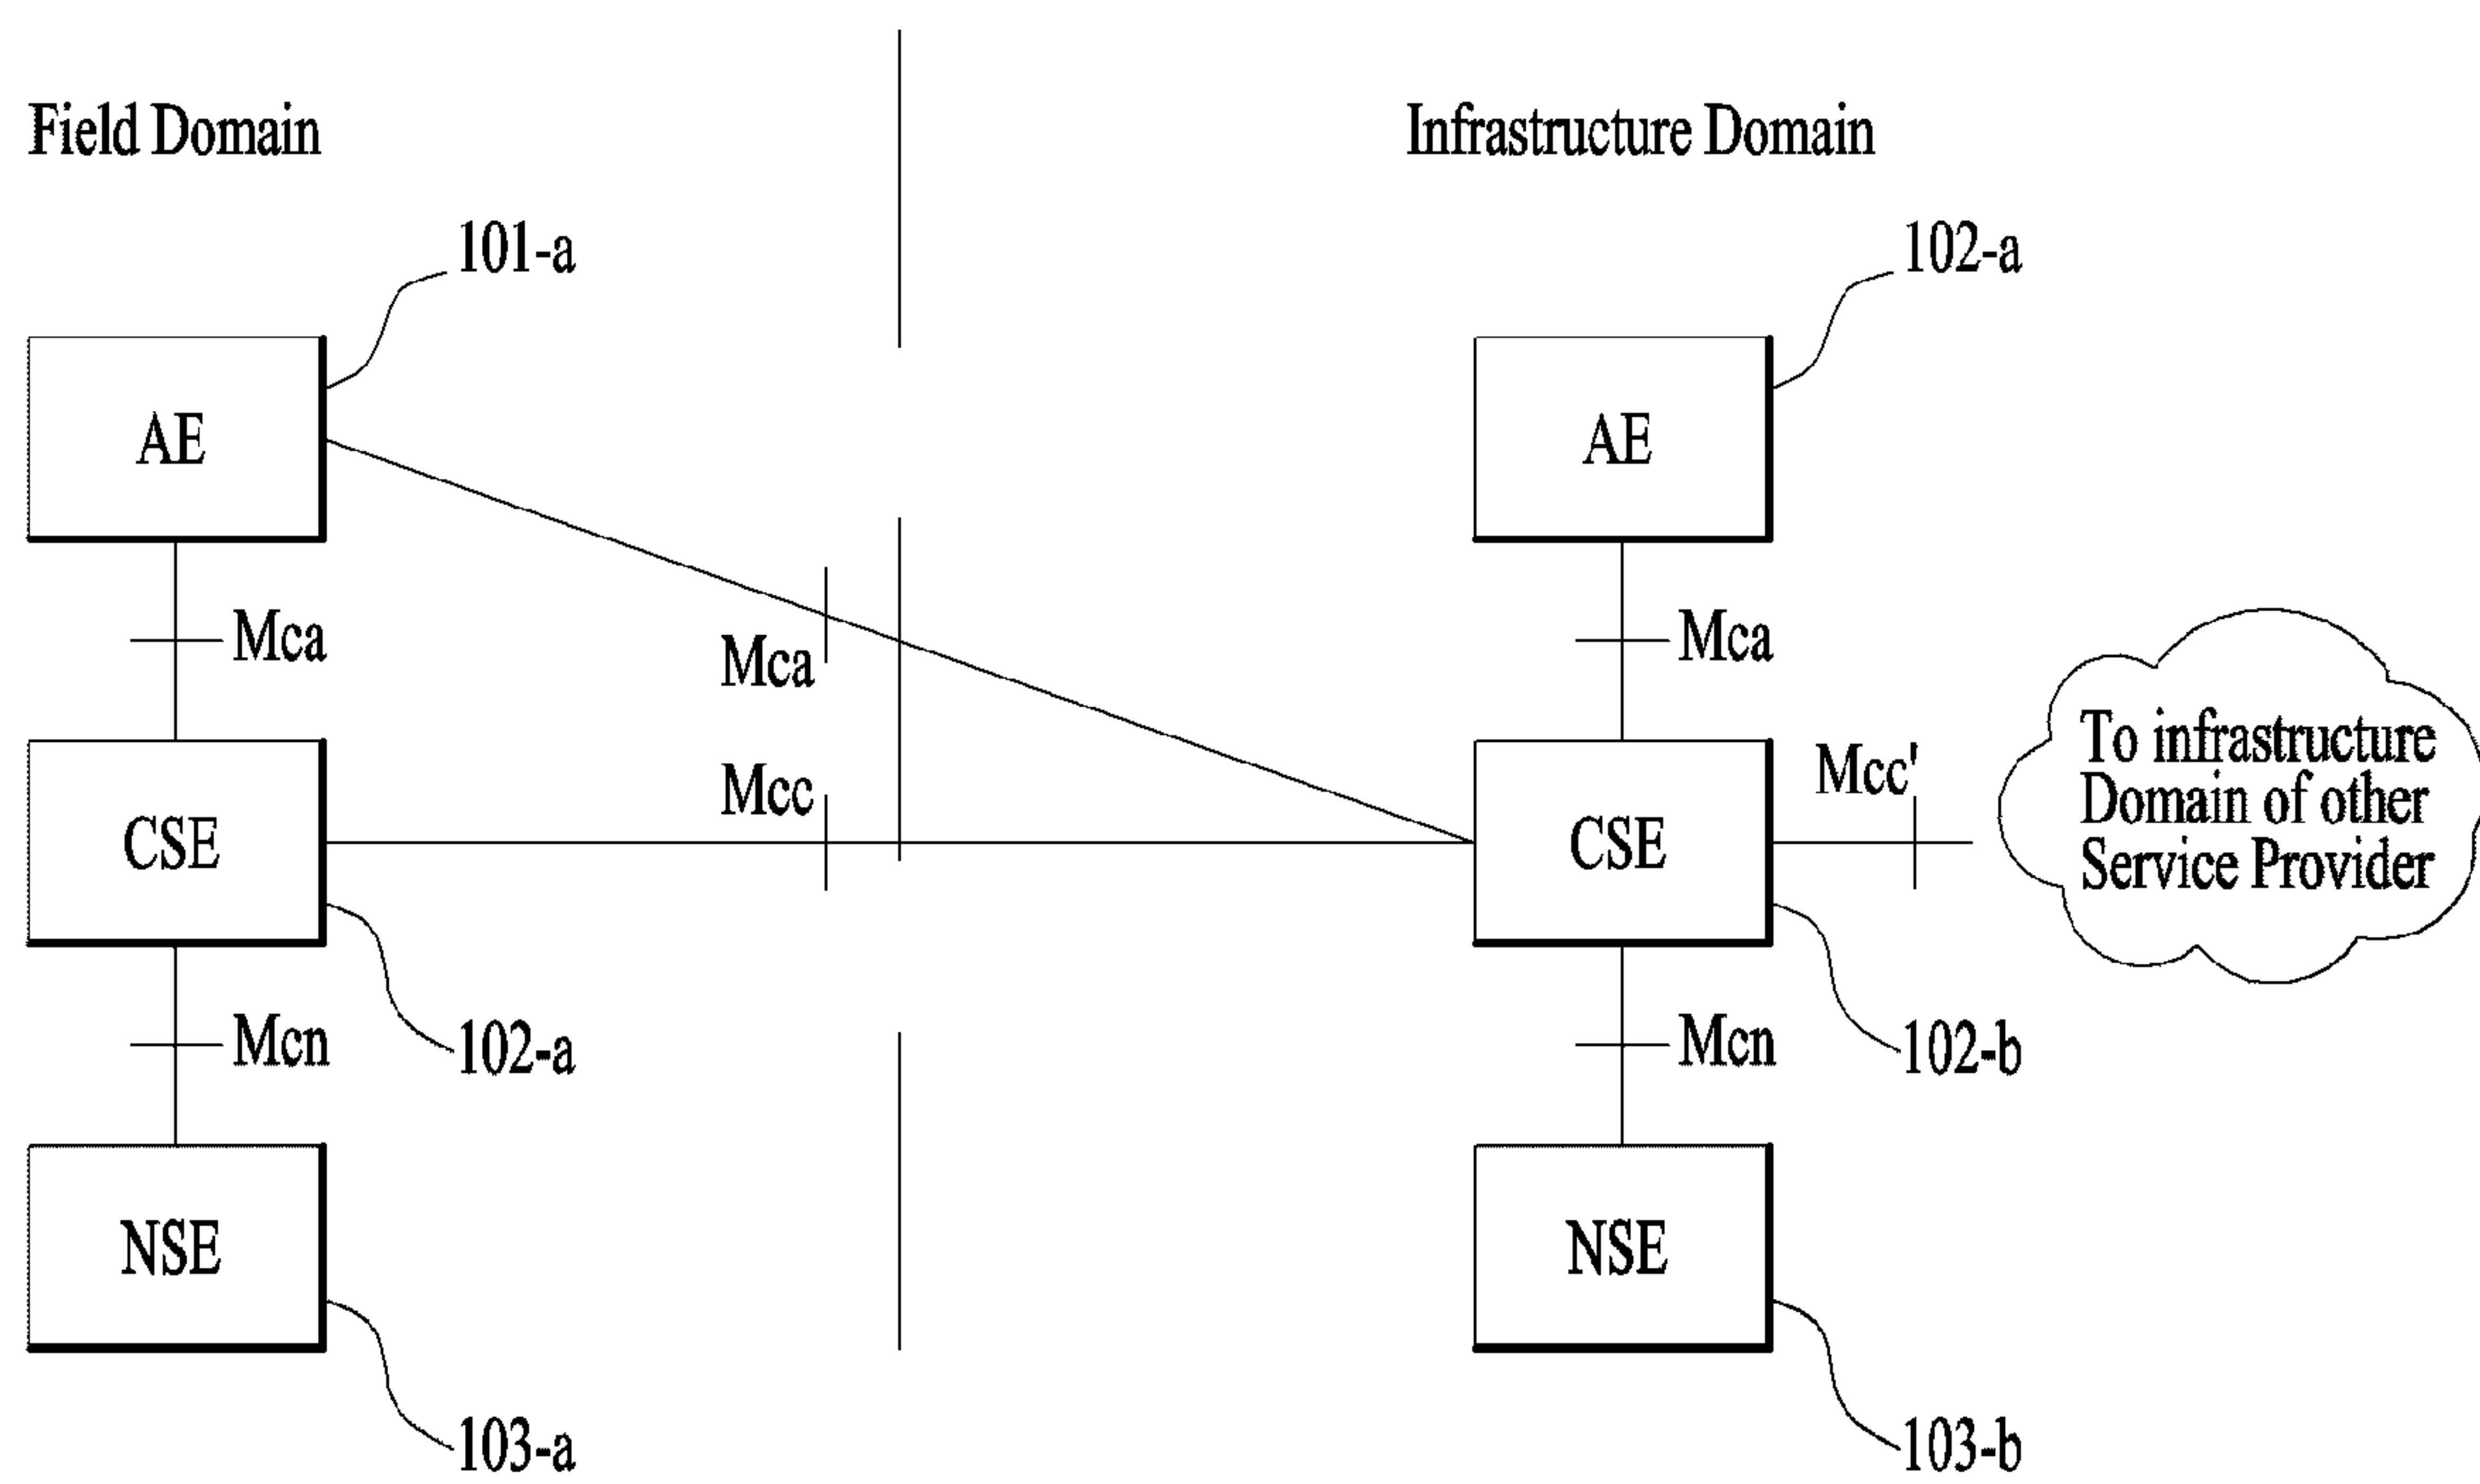 Field Domain
Infrastructure Domain
101-a
102-a
AE
AE
Mca
Mca
Mca
Mcc
Mcc'
To infrastructure
Domain of other
Service Provider
CSE
CSE
Mcn
102-a
Mcn
102-b
NSE
NSE
103-a
103-b